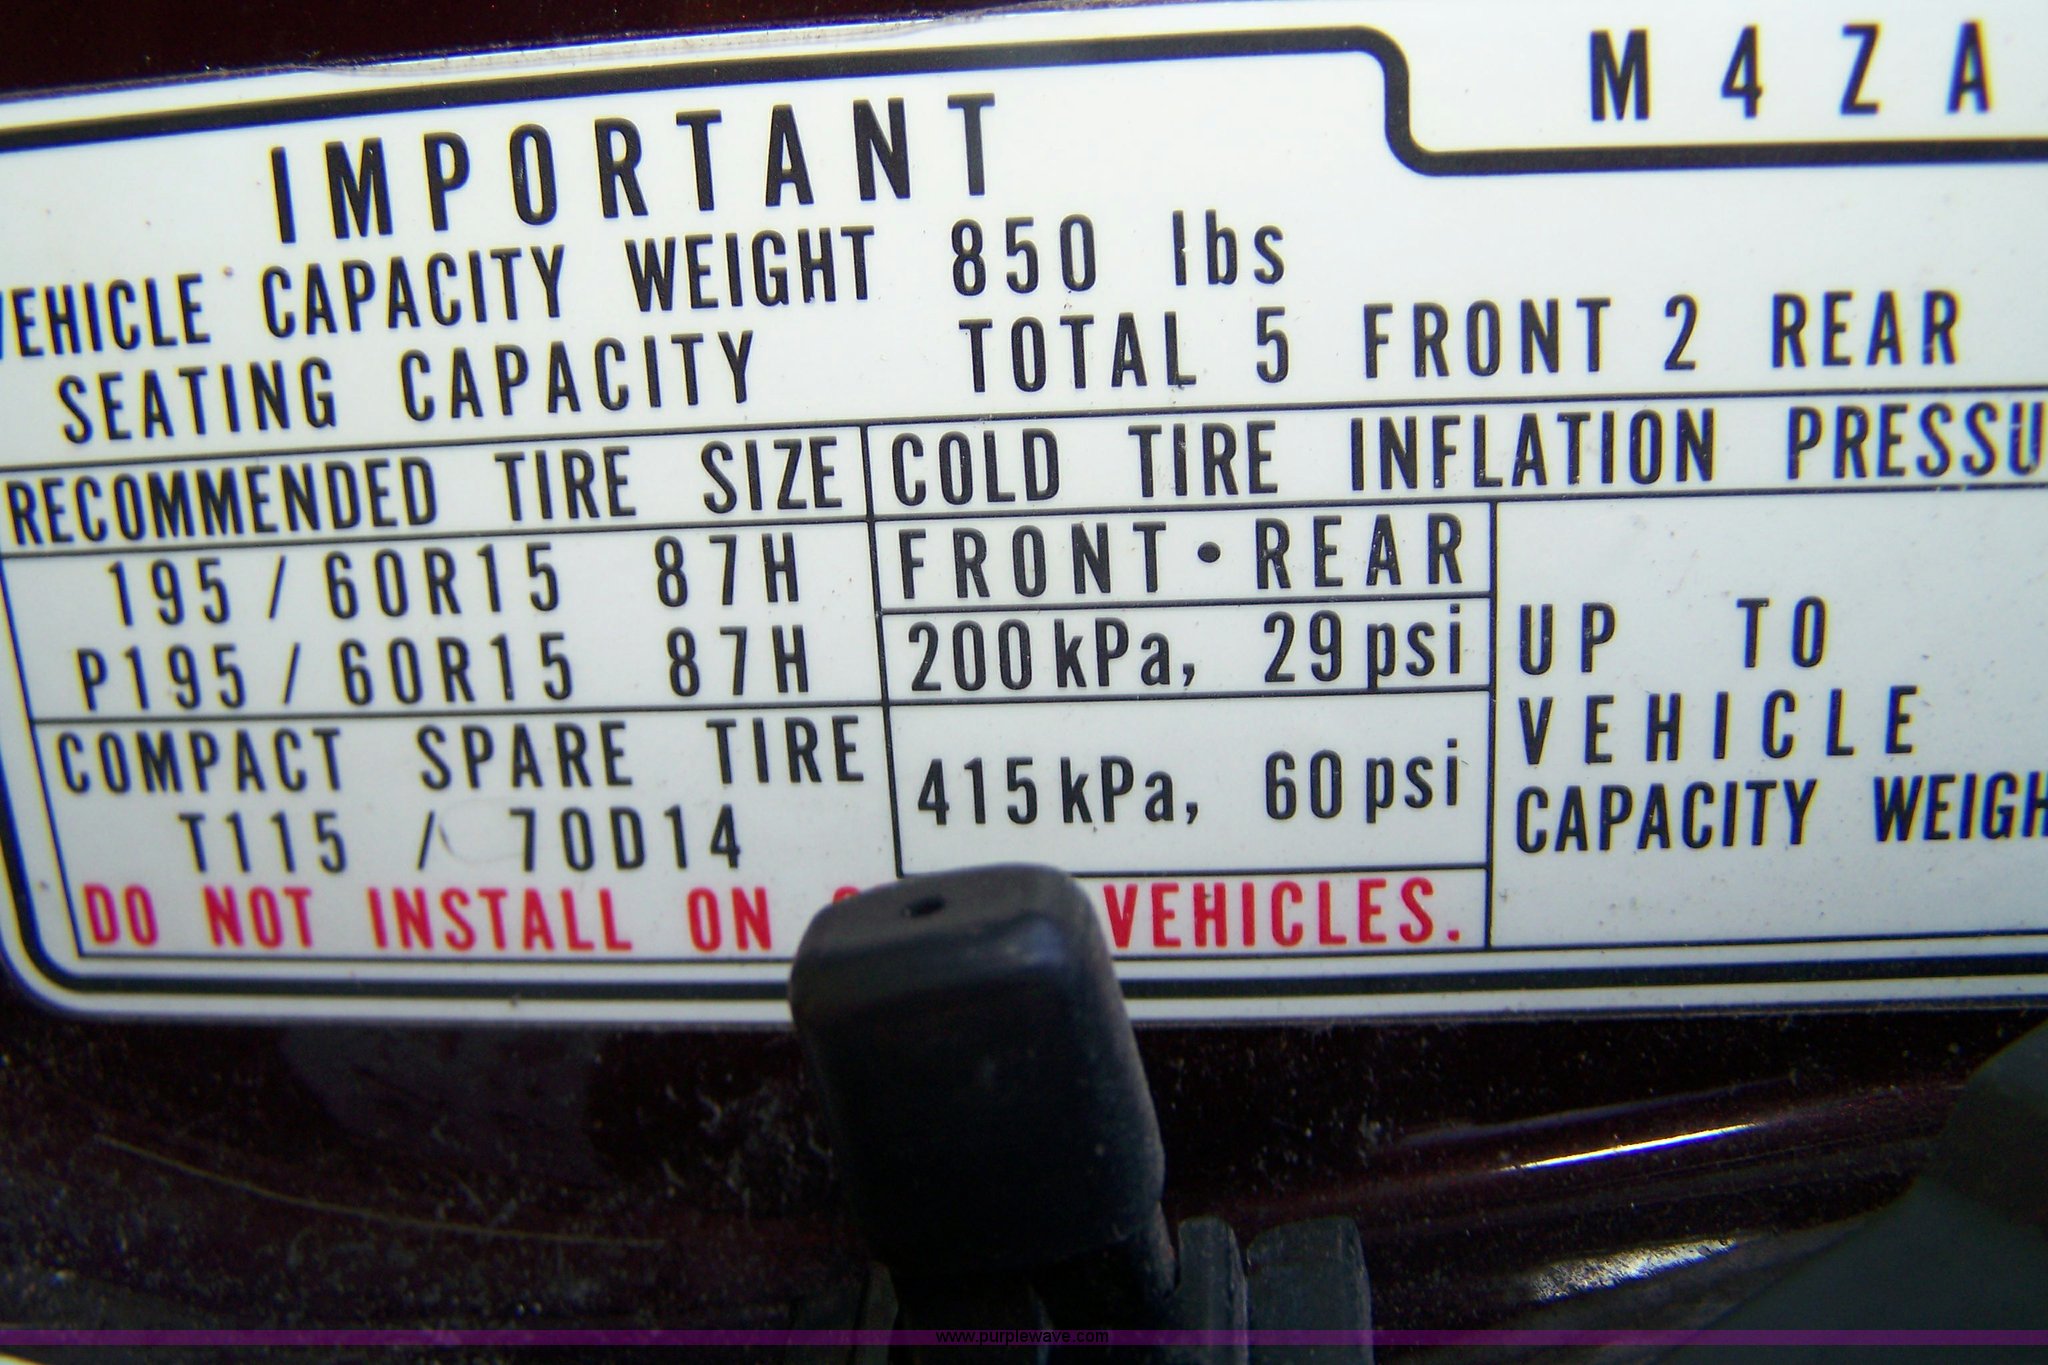 M4ZA
IMPORTANT
VEHICLE CAPACITY WEIGHT 850 lbs
SEATING CAPACITY TOTAL 5 FRONT 2 REAR
RECOMMENDED TIRE SIZE
COLD TIRE INFLATION
195/60R15 87H
P195/60R15 87H
FRONT·REAR
200kPa, 29psi
COMPACT SPARE TIRE
T115 / 70D14
415kPa, 60psi
UP TO
VEHICLE
CAPACITY
DO NOT INSTALL ON VEHICLES.
www.purplewave.com